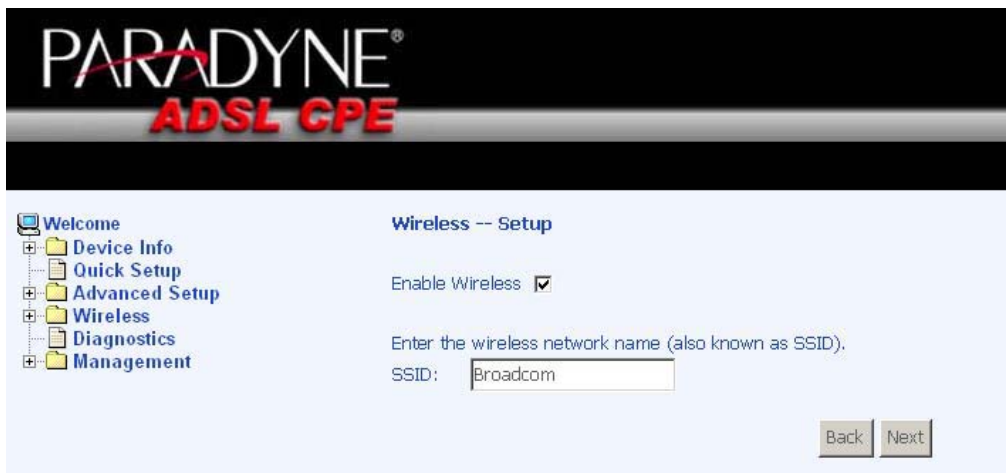 PARADYNE®
ADSL CPE
Welcome
Device Info
Quick Setup
Advanced Setup
Wireless
Diagnostics
Management
Wireless -- Setup
Enable Wireless
Enter the wireless network name (also known as SSID).
SSID: Broadcom
Back Next